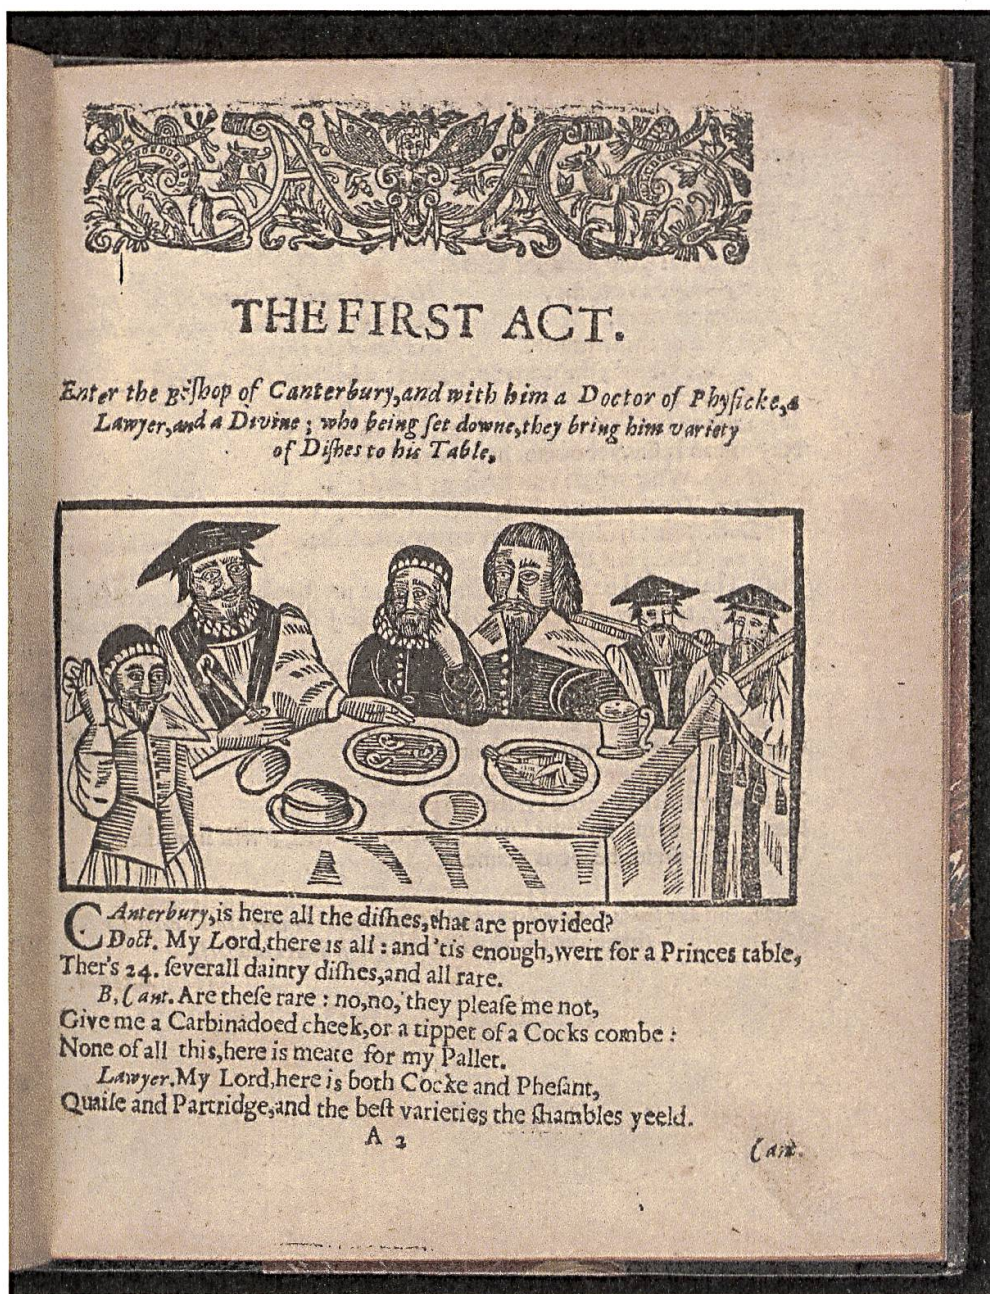 THE FIRST ACT.
Enter the Biſhop of Canterbury, and with him a Doctor of Phyſicke, a
Lawyer, and a Divine; who being ſet downe, they bring him variety
of Diſhes to his Table.
CAnterbury, is here all the diſhes, that are provided?
Doct. My Lord, there is all: and 'tis enough, wert for a Princes table,
Ther's 24. ſeverall dainty diſhes, and all rare.
B, Cant. Are theſe rare: no, no, they pleaſe me not,
Give me a Carbinadoed cheek, or a tippet of a Cocks combe:
None of all this, here is meate for my Pallet.
Lawyer. My Lord, here is both Cocke and Pheſant,
Quaile and Partridge, and the beſt varieties the ſhambles yeeld.
A 2
Cant.